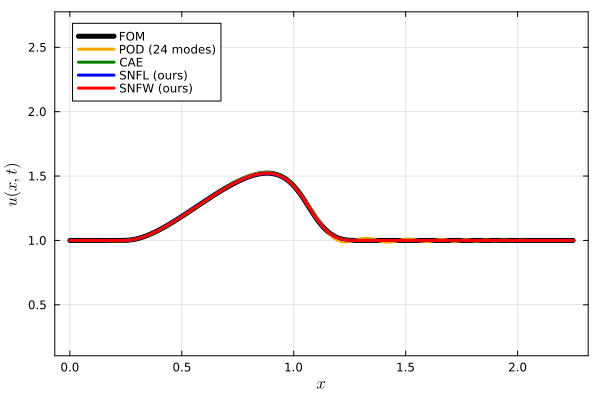 FOM
POD (24 modes)
CAE
SNFL (ours)
SNFW (ours)
2.5
2.0
1.5
1.0
0.5
u(x, t)
0.0 0.5 1.0 1.5 2.0
x